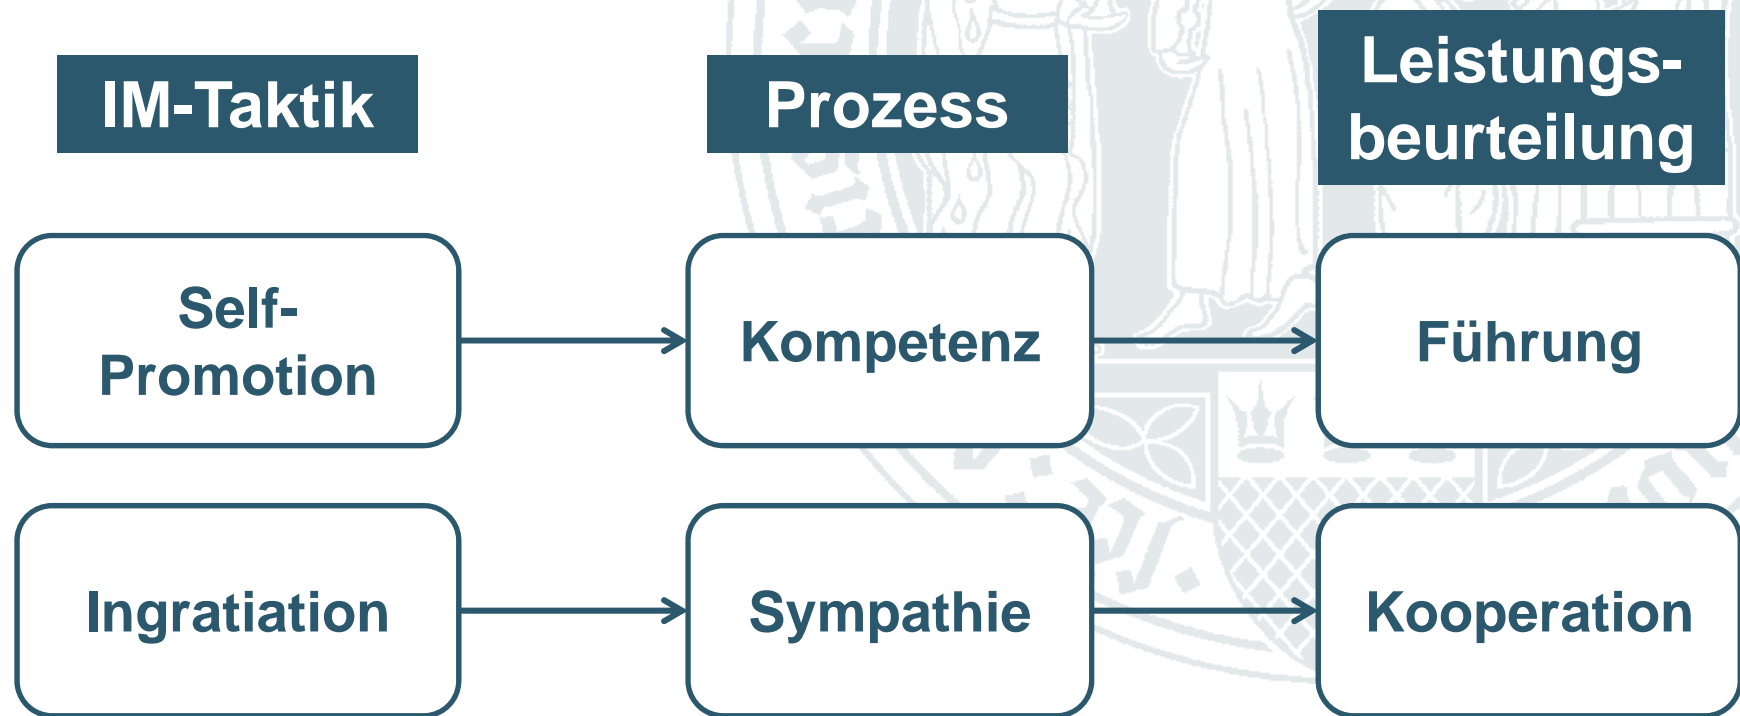 IM-Taktik
Prozess
Leistungs-
beurteilung
Self-
Promotion
Kompetenz
Führung
Ingratiation
Sympathie
Kooperation